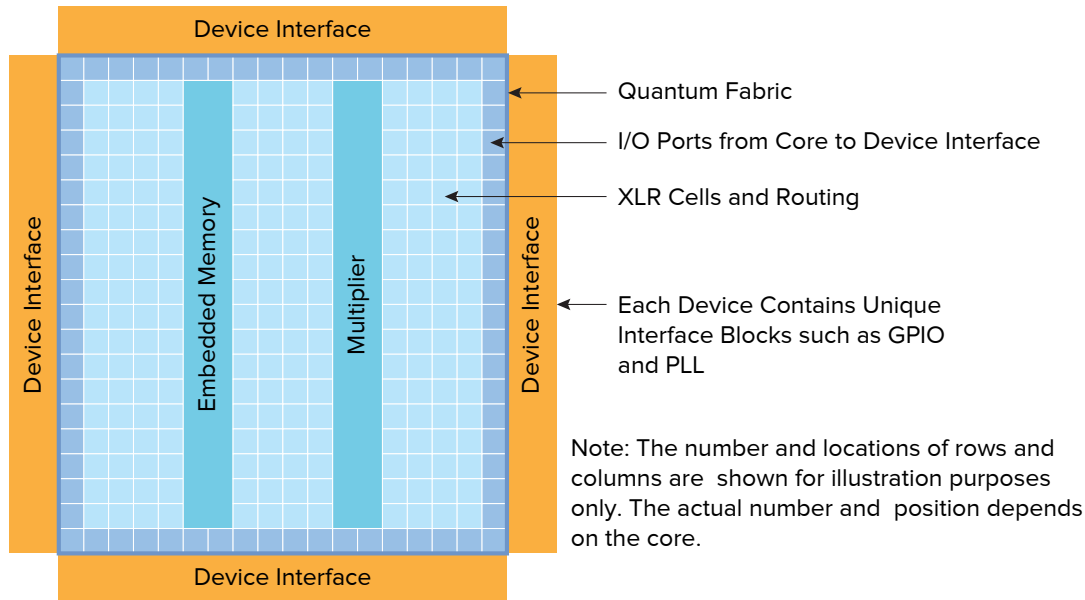 Device Interface
Quantum Fabric
I/O Ports from Core to Device Interface
XLR Cells and Routing
Device Interface
Embedded Memory
Multiplier
Device Interface
Each Device Contains Unique
Interface Blocks such as GPIO
and PLL
Note: The number and locations of rows and
columns are  shown for illustration purposes
only. The actual number and  position depends
on the core.
Device Interface